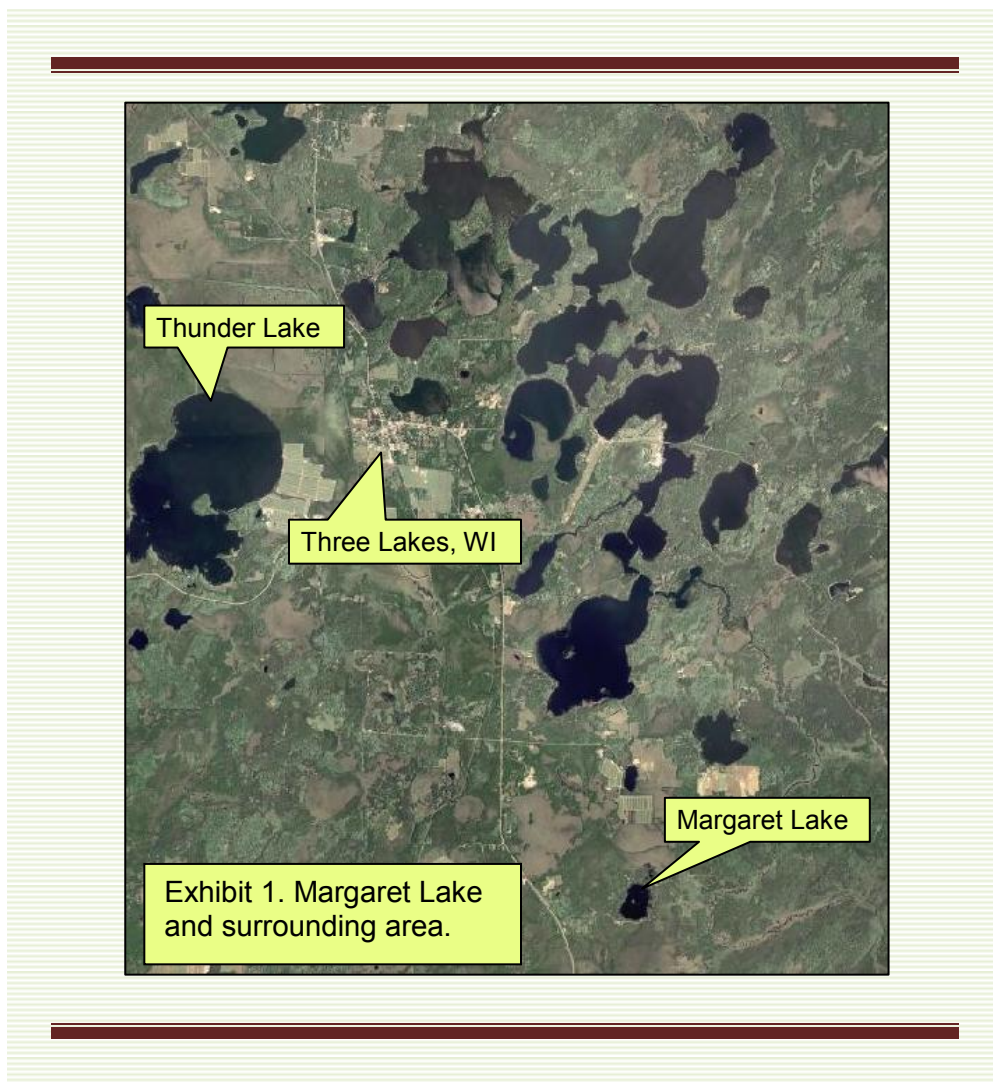 Thunder Lake
Three Lakes, WI
Margaret Lake
Exhibit 1. Margaret Lake
and surrounding area.